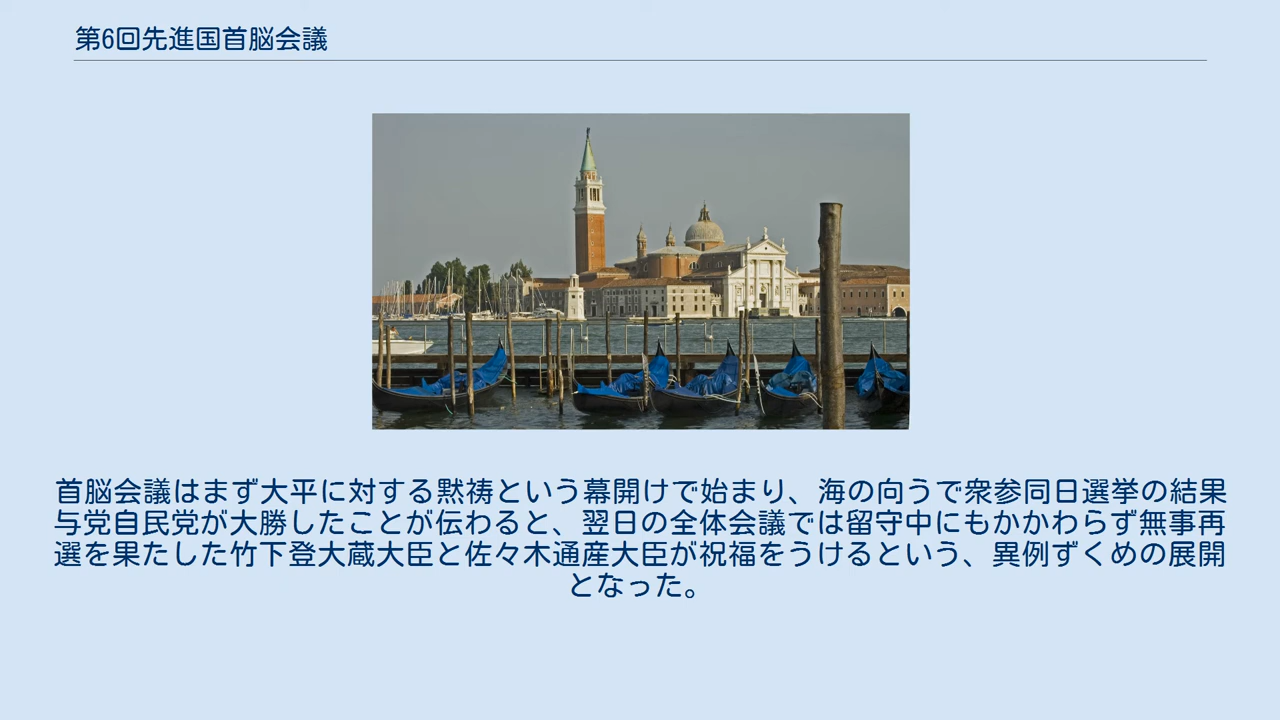 第6回先進国首脳会議
首脳会議はまず大平に対する黙祷という幕開けで始まり、海の向うで衆参同日選挙の結果
与党自民党が大勝したことが伝わると、翌日の全体会議では留守中にもかかわらず無事再
選を果たした竹下登大蔵大臣と佐々木通産大臣が祝福をうけるという、異例ずくめの展開
となった。